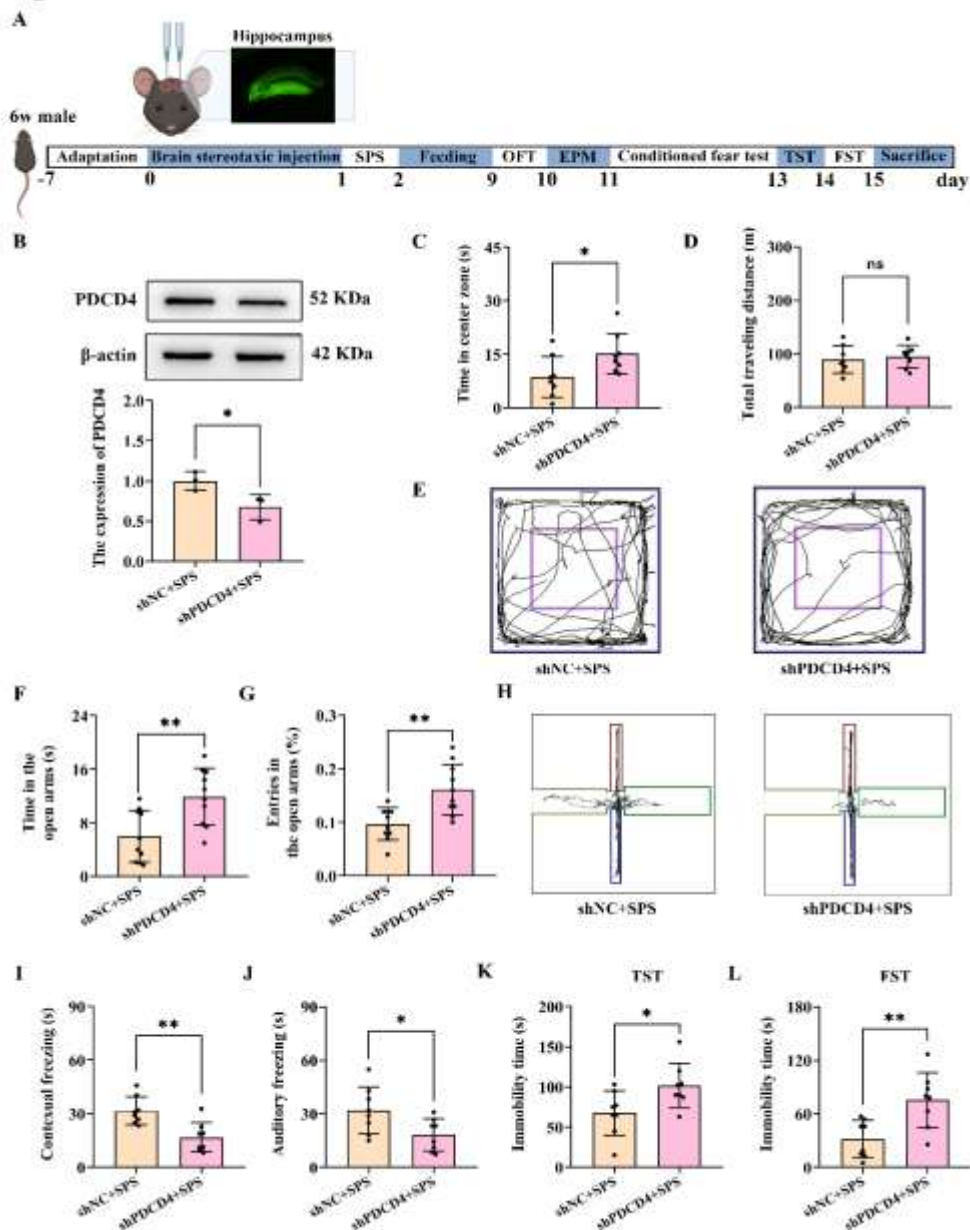 A
Hippocampus
6w male
Adaptation Brain stereotaxic injection SPS Feeding OFT EPM Conditioned fear test TST FST Sacrifice
-7 0 1 2 9 10 11 13 14 15 day
B
PDCD4 52 KDa
β-actin 42 KDa
The expression of PDCD4
2.0
1.5
1.0
0.5
0.0
*
shNC+SPS
shPDCD4+SPS
C
Time in center zone (s)
45
30
15
0
*
shNC+SPS
shPDCD4+SPS
D
Total traveling distance (m)
300
200
100
0
ns
shNC+SPS
shPDCD4+SPS
E
shNC+SPS
shPDCD4+SPS
F
Time in the
open arms (s)
24
16
8
0
**
shNC+SPS
shPDCD4+SPS
G
Entries in
the open arms (%)
0.3
0.2
0.1
0.0
**
shNC+SPS
shPDCD4+SPS
H
shNC+SPS
shPDCD4+SPS
I
Contexual freezing (s)
90
60
30
0
**
shNC+SPS
shPDCD4+SPS
J
Auditory freezing (s)
90
60
30
0
*
shNC+SPS
shPDCD4+SPS
K
TST
Immobility time (s)
200
150
100
50
0
*
shNC+SPS
shPDCD4+SPS
L
FST
Immobility time (s)
180
120
60
0
**
shNC+SPS
shPDCD4+SPS